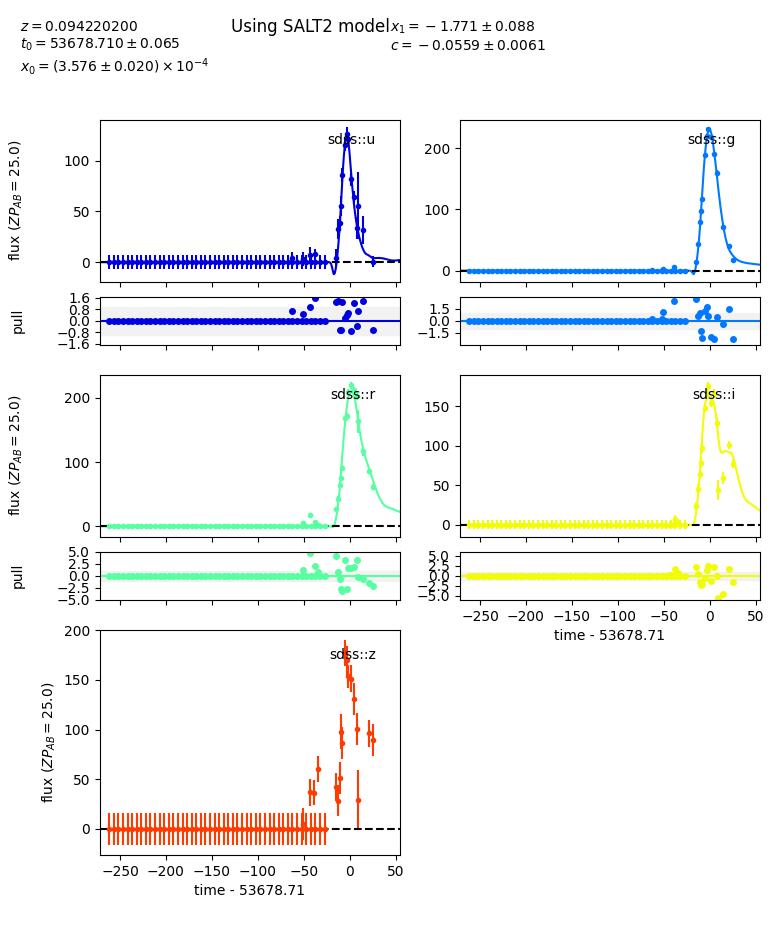 Using SALT2 model
z = 0.094220200
t₀ = 53678.710 ± 0.065
x₀ = (3.576 ± 0.020) × 10⁻⁴
x₁ = −1.771 ± 0.088
c = −0.0559 ± 0.0061
sdss::u
flux (ZP_AB = 25.0)
100
50
0
pull
1.6
0.8
0.0
−0.8
−1.6
sdss::g
200
100
0
1.5
0.0
−1.5
sdss::r
flux (ZP_AB = 25.0)
200
100
0
pull
5.0
2.5
0.0
−2.5
−5.0
sdss::i
150
100
50
0
5.0
2.5
0.0
−2.5
−5.0
−250 −200 −150 −100 −50 0 50
time - 53678.71
sdss::z
flux (ZP_AB = 25.0)
200
150
100
50
0
−250 −200 −150 −100 −50 0 50
time - 53678.71